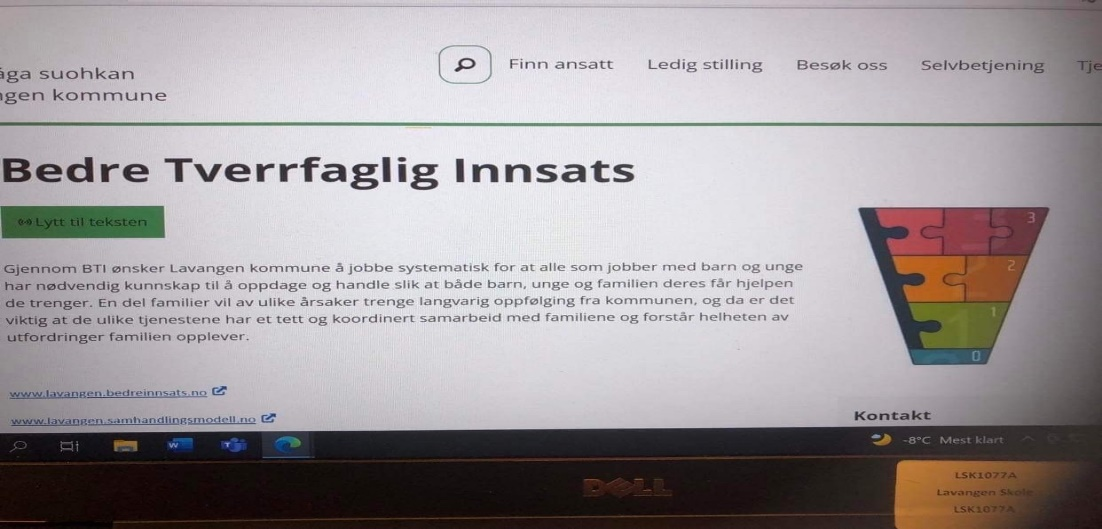 suohkan
kommune
Finn ansatt Ledig stilling Besøk oss Selvbetjening
Bedre Tverrfaglig Innsats
Lytt til teksten
Gjennom BTI ønsker Lavangen kommune å jobbe systematisk for at alle som jobber med barn og unge
har nødvendig kunnskap til å oppdage og handle slik at både barn, unge og familien deres får hjelpen
de trenger. En del familier vil av ulike årsaker trenge langvarig oppfølging fra kommunen, og da er det
viktig at de ulike tjenestene har et tett og koordinert samarbeid med familiene og forstår helheten av
utfordringer familien opplever.
3
2
1
0
www.lavangen.bedreinnsats.no
www.lavangen.samhandlingsmodell.no
Kontakt
-8°C Mest klart
DELL
LSK1077A
Lavangen Skole
LSK1077A